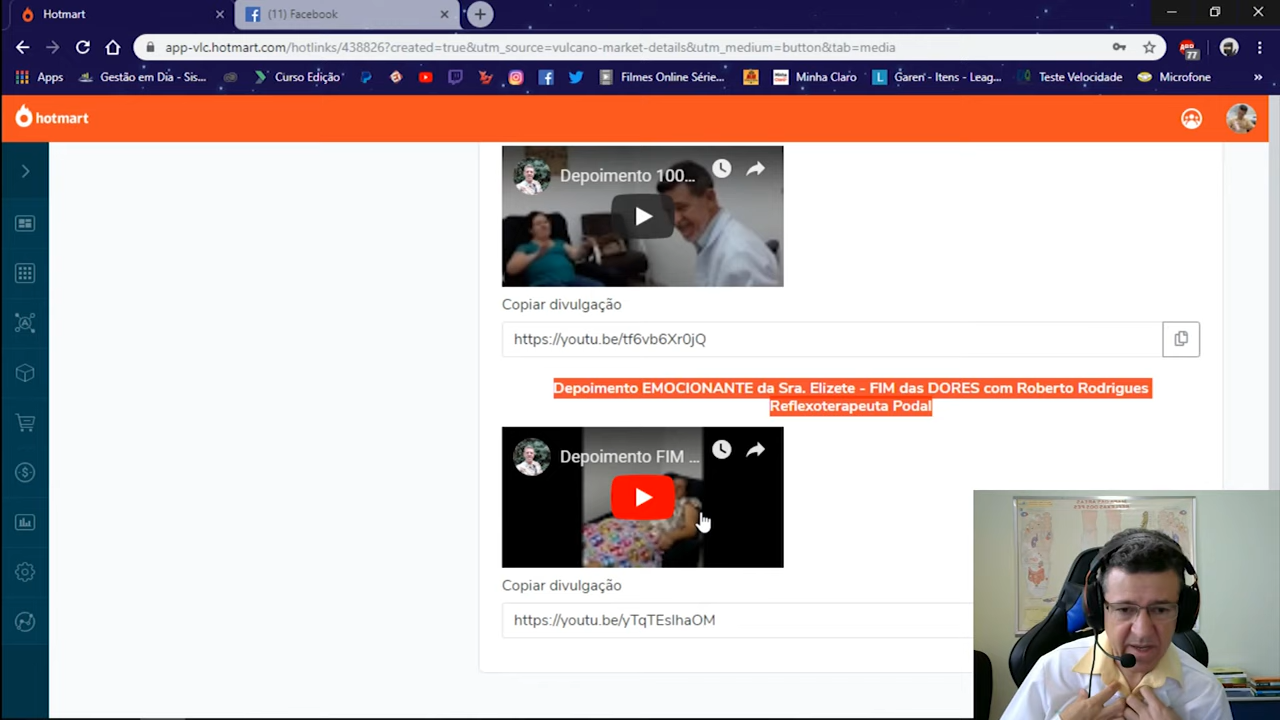 Hotmart
(11) Facebook
app-vlc.hotmart.com/hotlinks/438826?created=true&utm_source=vulcano-market-details&utm_medium=button&tab=media
77
Apps Gestão em Dia - Sis... Curso Edição Filmes Online Série... Minha Claro Garen - Itens - Leag... Teste Velocidade Microfone »
hotmart
Depoimento 100...
Copiar divulgação
https://youtu.be/tf6vb6Xr0jQ
Depoimento EMOCIONANTE da Sra. Elizete - FIM das DORES com Roberto Rodrigues
Reflexoterapeuta Podal
Depoimento FIM ...
Copiar divulgação
https://youtu.be/yTqTEsIhaOM